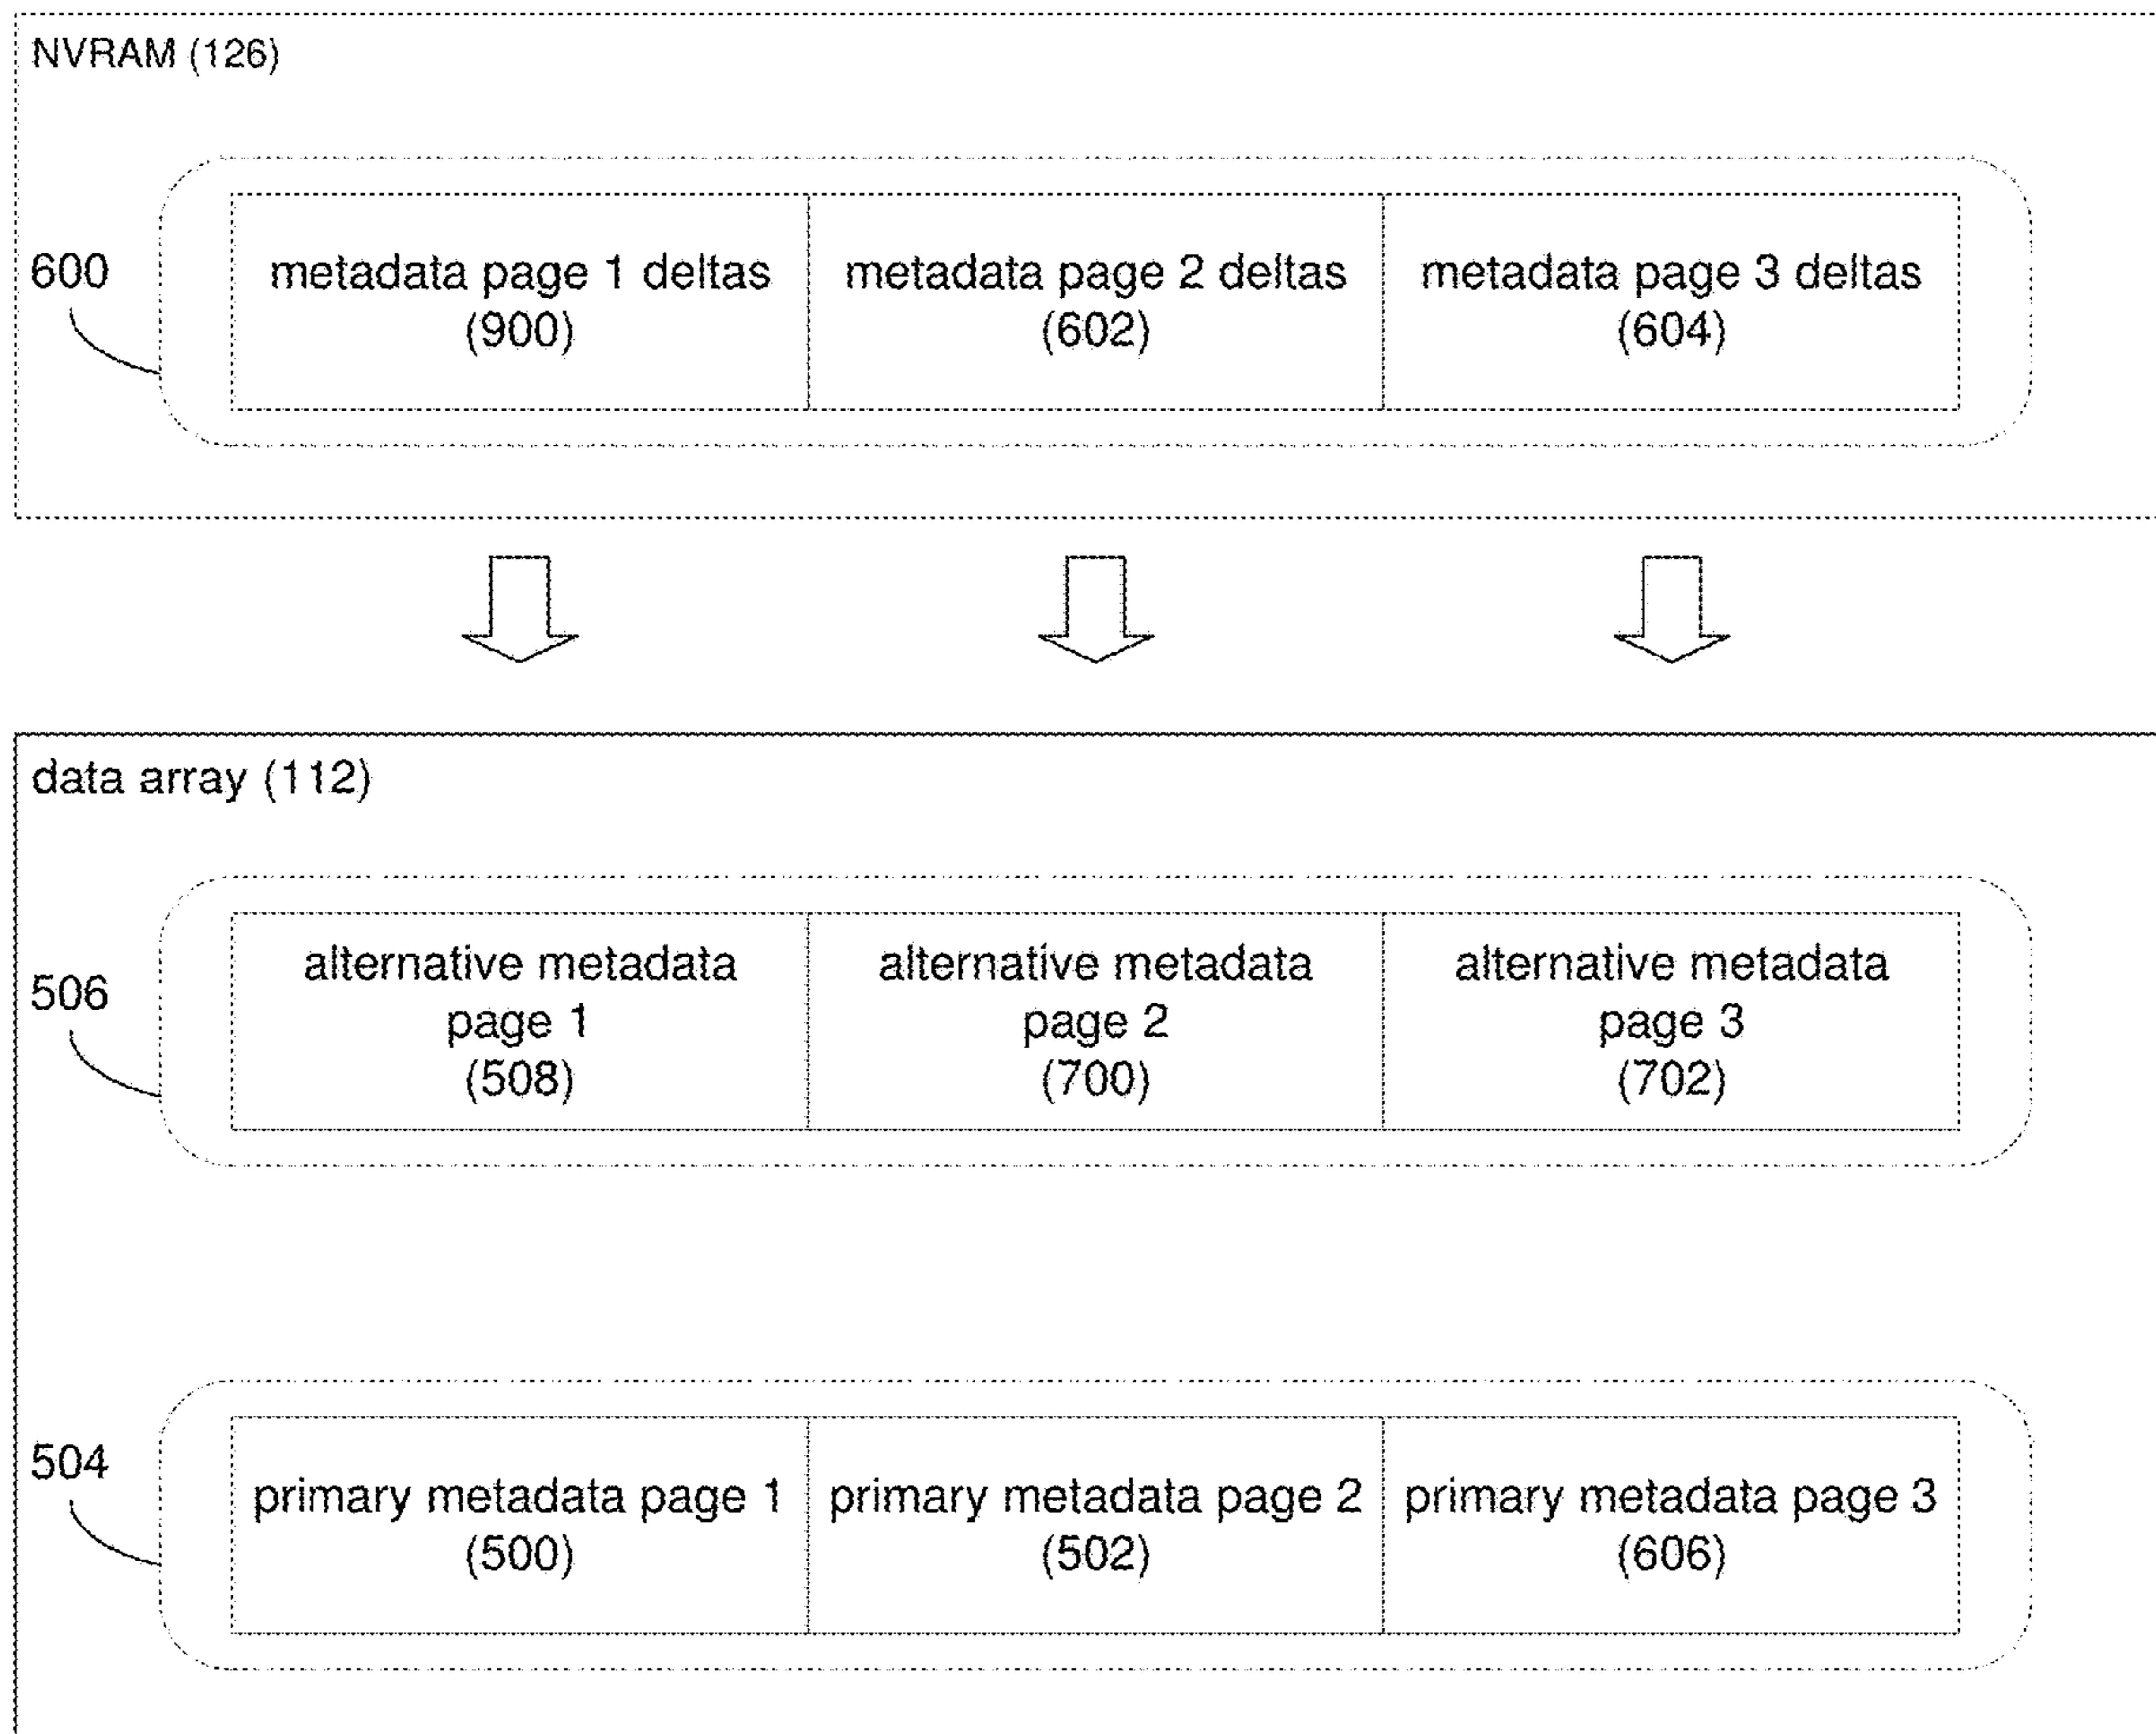 NVRAM (126)
600
metadata page 1 deltas
(900)
metadata page 2 deltas
(602)
metadata page 3 deltas
(604)
data array (112)
506
alternative metadata
page 1
(508)
alternative metadata
page 2
(700)
alternative metadata
page 3
(702)
504
primary metadata page 1
(500)
primary metadata page 2
(502)
primary metadata page 3
(606)